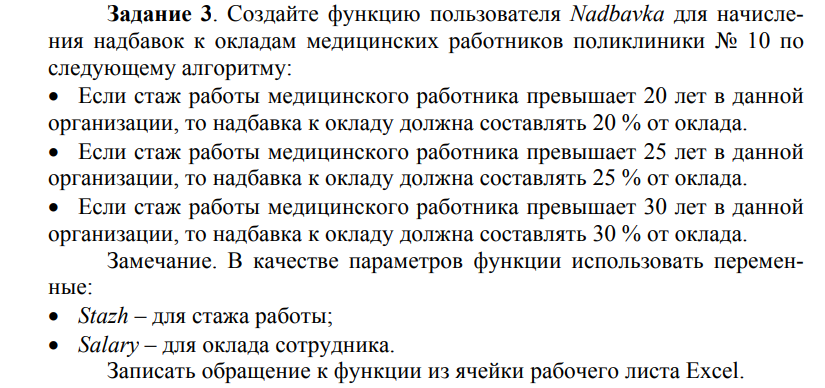 Задание 3. Создайте функцию пользователя Nadbavka для начисле-
ния надбавок к окладам медицинских работников поликлиники № 10 по
следующему алгоритму:
• Если стаж работы медицинского работника превышает 20 лет в данной
организации, то надбавка к окладу должна составлять 20 % от оклада.
• Если стаж работы медицинского работника превышает 25 лет в данной
организации, то надбавка к окладу должна составлять 25 % от оклада.
• Если стаж работы медицинского работника превышает 30 лет в данной
организации, то надбавка к окладу должна составлять 30 % от оклада.
Замечание. В качестве параметров функции использовать перемен-
ные:
• Stazh – для стажа работы;
• Salary – для оклада сотрудника.
Записать обращение к функции из ячейки рабочего листа Excel.